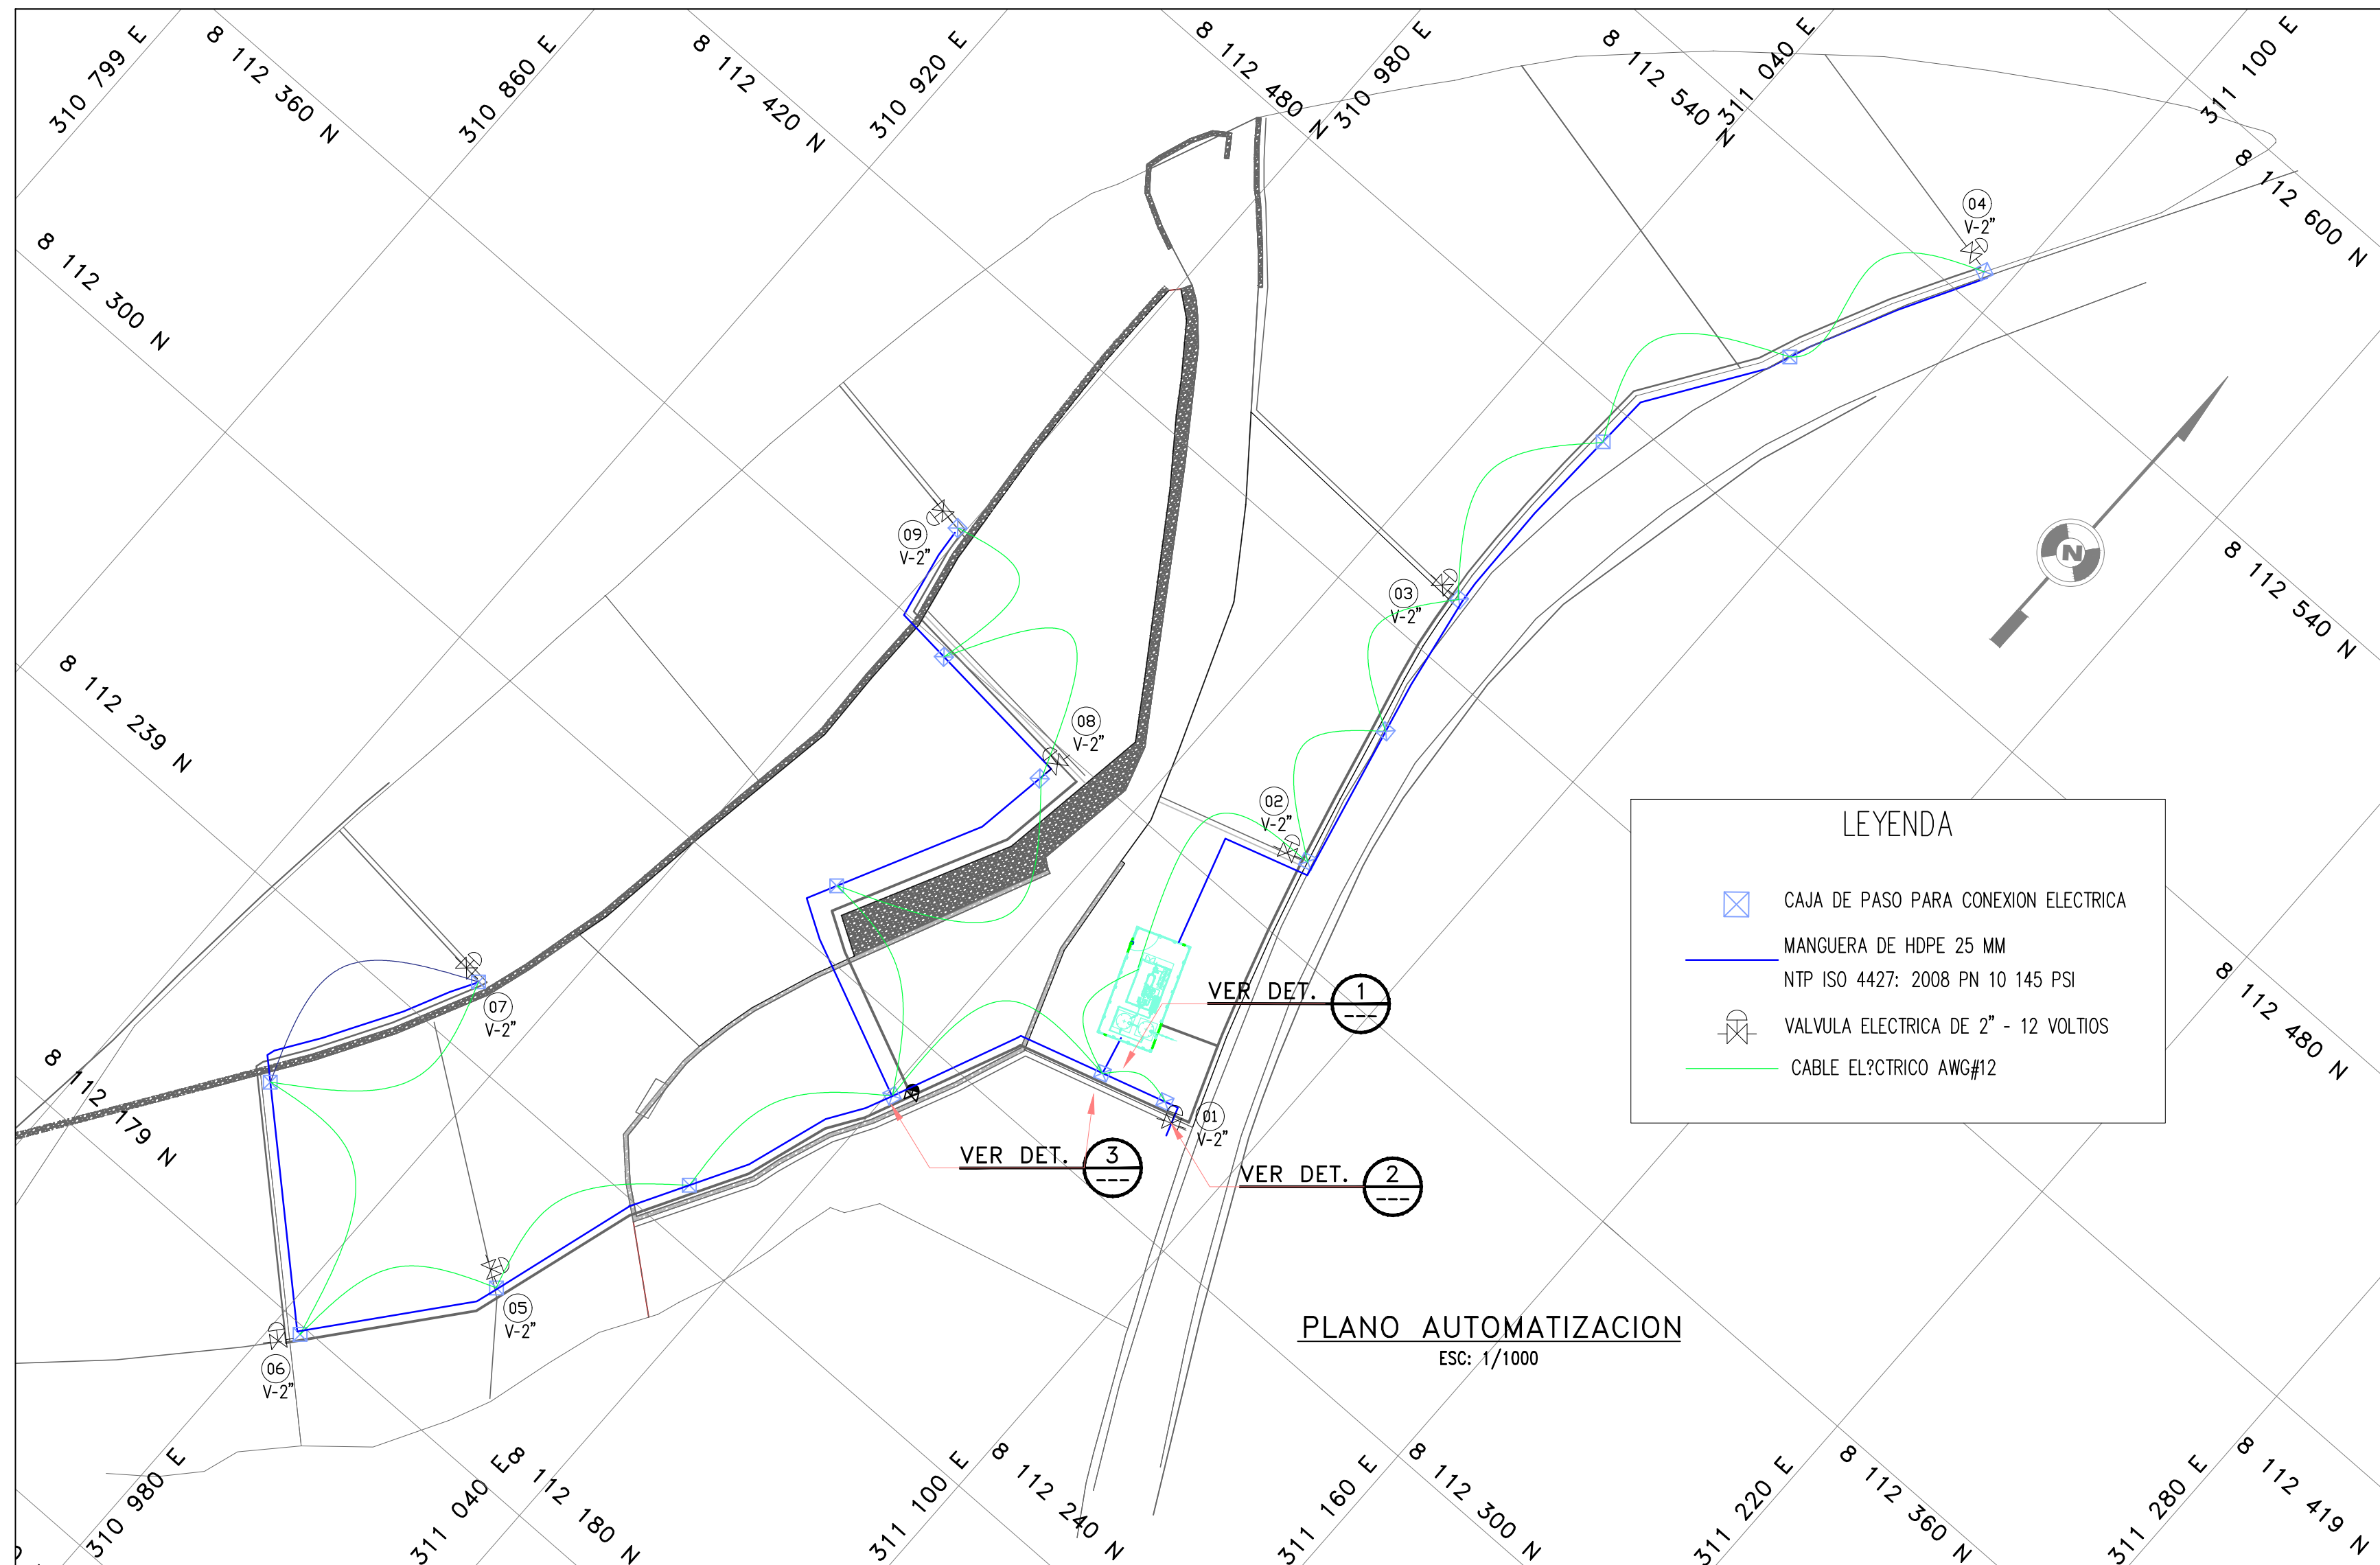 310 799 E
8 112 360 N
310 860 E
8 112 420 N
310 920 E
8 112 480 N
310 980 E
8 112 540 N
311 040 E
311 100 E
8 112 600 N
8 112 300 N
8 112 239 N
8 112 179 N
8 112 540 N
8 112 480 N
04
V-2"
N
09
V-2"
03
V-2"
08
V-2"
02
V-2"
07
V-2"
01
V-2"
05
V-2"
06
V-2"
VER DET. 1
---
VER DET. 3
---
VER DET. 2
---
LEYENDA
CAJA DE PASO PARA CONEXION ELECTRICA
MANGUERA DE HDPE 25 MM
NTP ISO 4427: 2008 PN 10 145 PSI
VALVULA ELECTRICA DE 2" - 12 VOLTIOS
CABLE EL?CTRICO AWG#12
PLANO AUTOMATIZACION
ESC: 1/1000
310 980 E
311 040 E
8 112 180 N
311 100 E
8 112 240 N
311 160 E
8 112 300 N
311 220 E
8 112 360 N
311 280 E
8 112 419 N